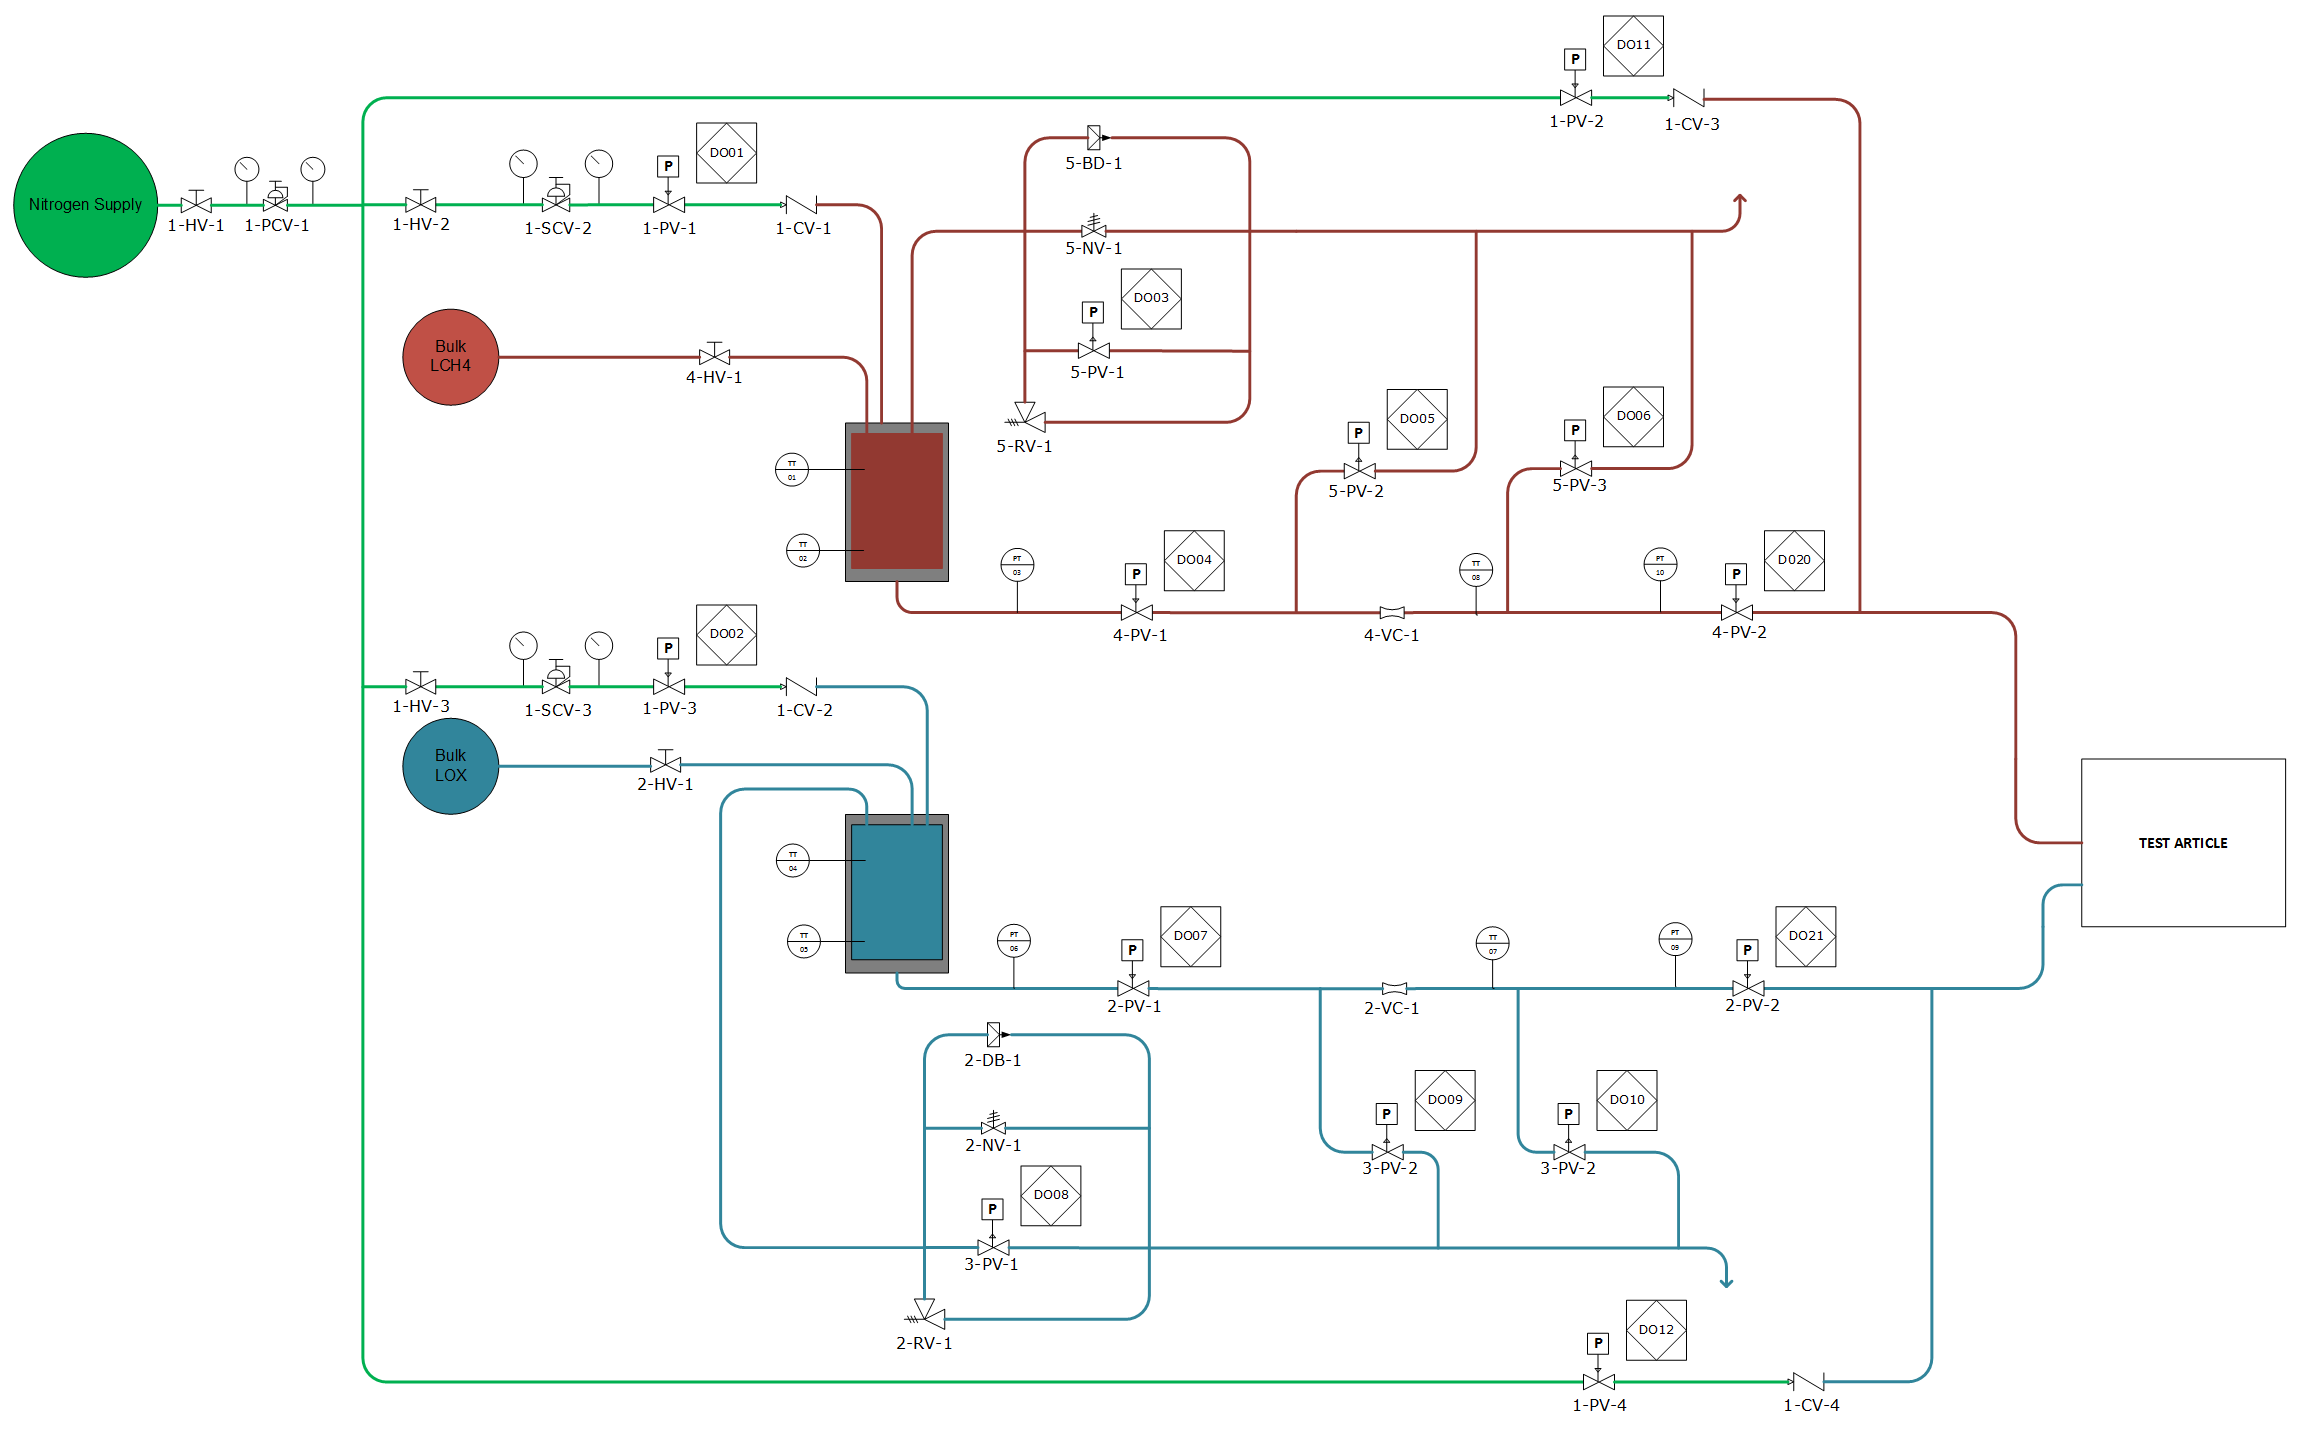 DO11
P
1-PV-2
1-CV-3
Nitrogen Supply
1-HV-1
1-PCV-1
1-HV-2
1-SCV-2
P
DO01
1-PV-1
1-CV-1
5-BD-1
5-NV-1
P
DO03
5-PV-1
5-RV-1
Bulk
LCH4
4-HV-1
TT
01
TT
02
P
DO05
5-PV-2
P
DO06
5-PV-3
PT
03
P
DO04
4-PV-1
4-VC-1
TT
08
PT
10
P
D020
4-PV-2
1-HV-3
1-SCV-3
P
DO02
1-PV-3
1-CV-2
Bulk
LOX
2-HV-1
TT
04
TT
05
TEST ARTICLE
PT
06
P
DO07
2-PV-1
2-VC-1
TT
07
PT
09
P
DO21
2-PV-2
2-DB-1
2-NV-1
P
DO08
3-PV-1
2-RV-1
P
DO09
3-PV-2
P
DO10
3-PV-2
P
DO12
1-PV-4
1-CV-4